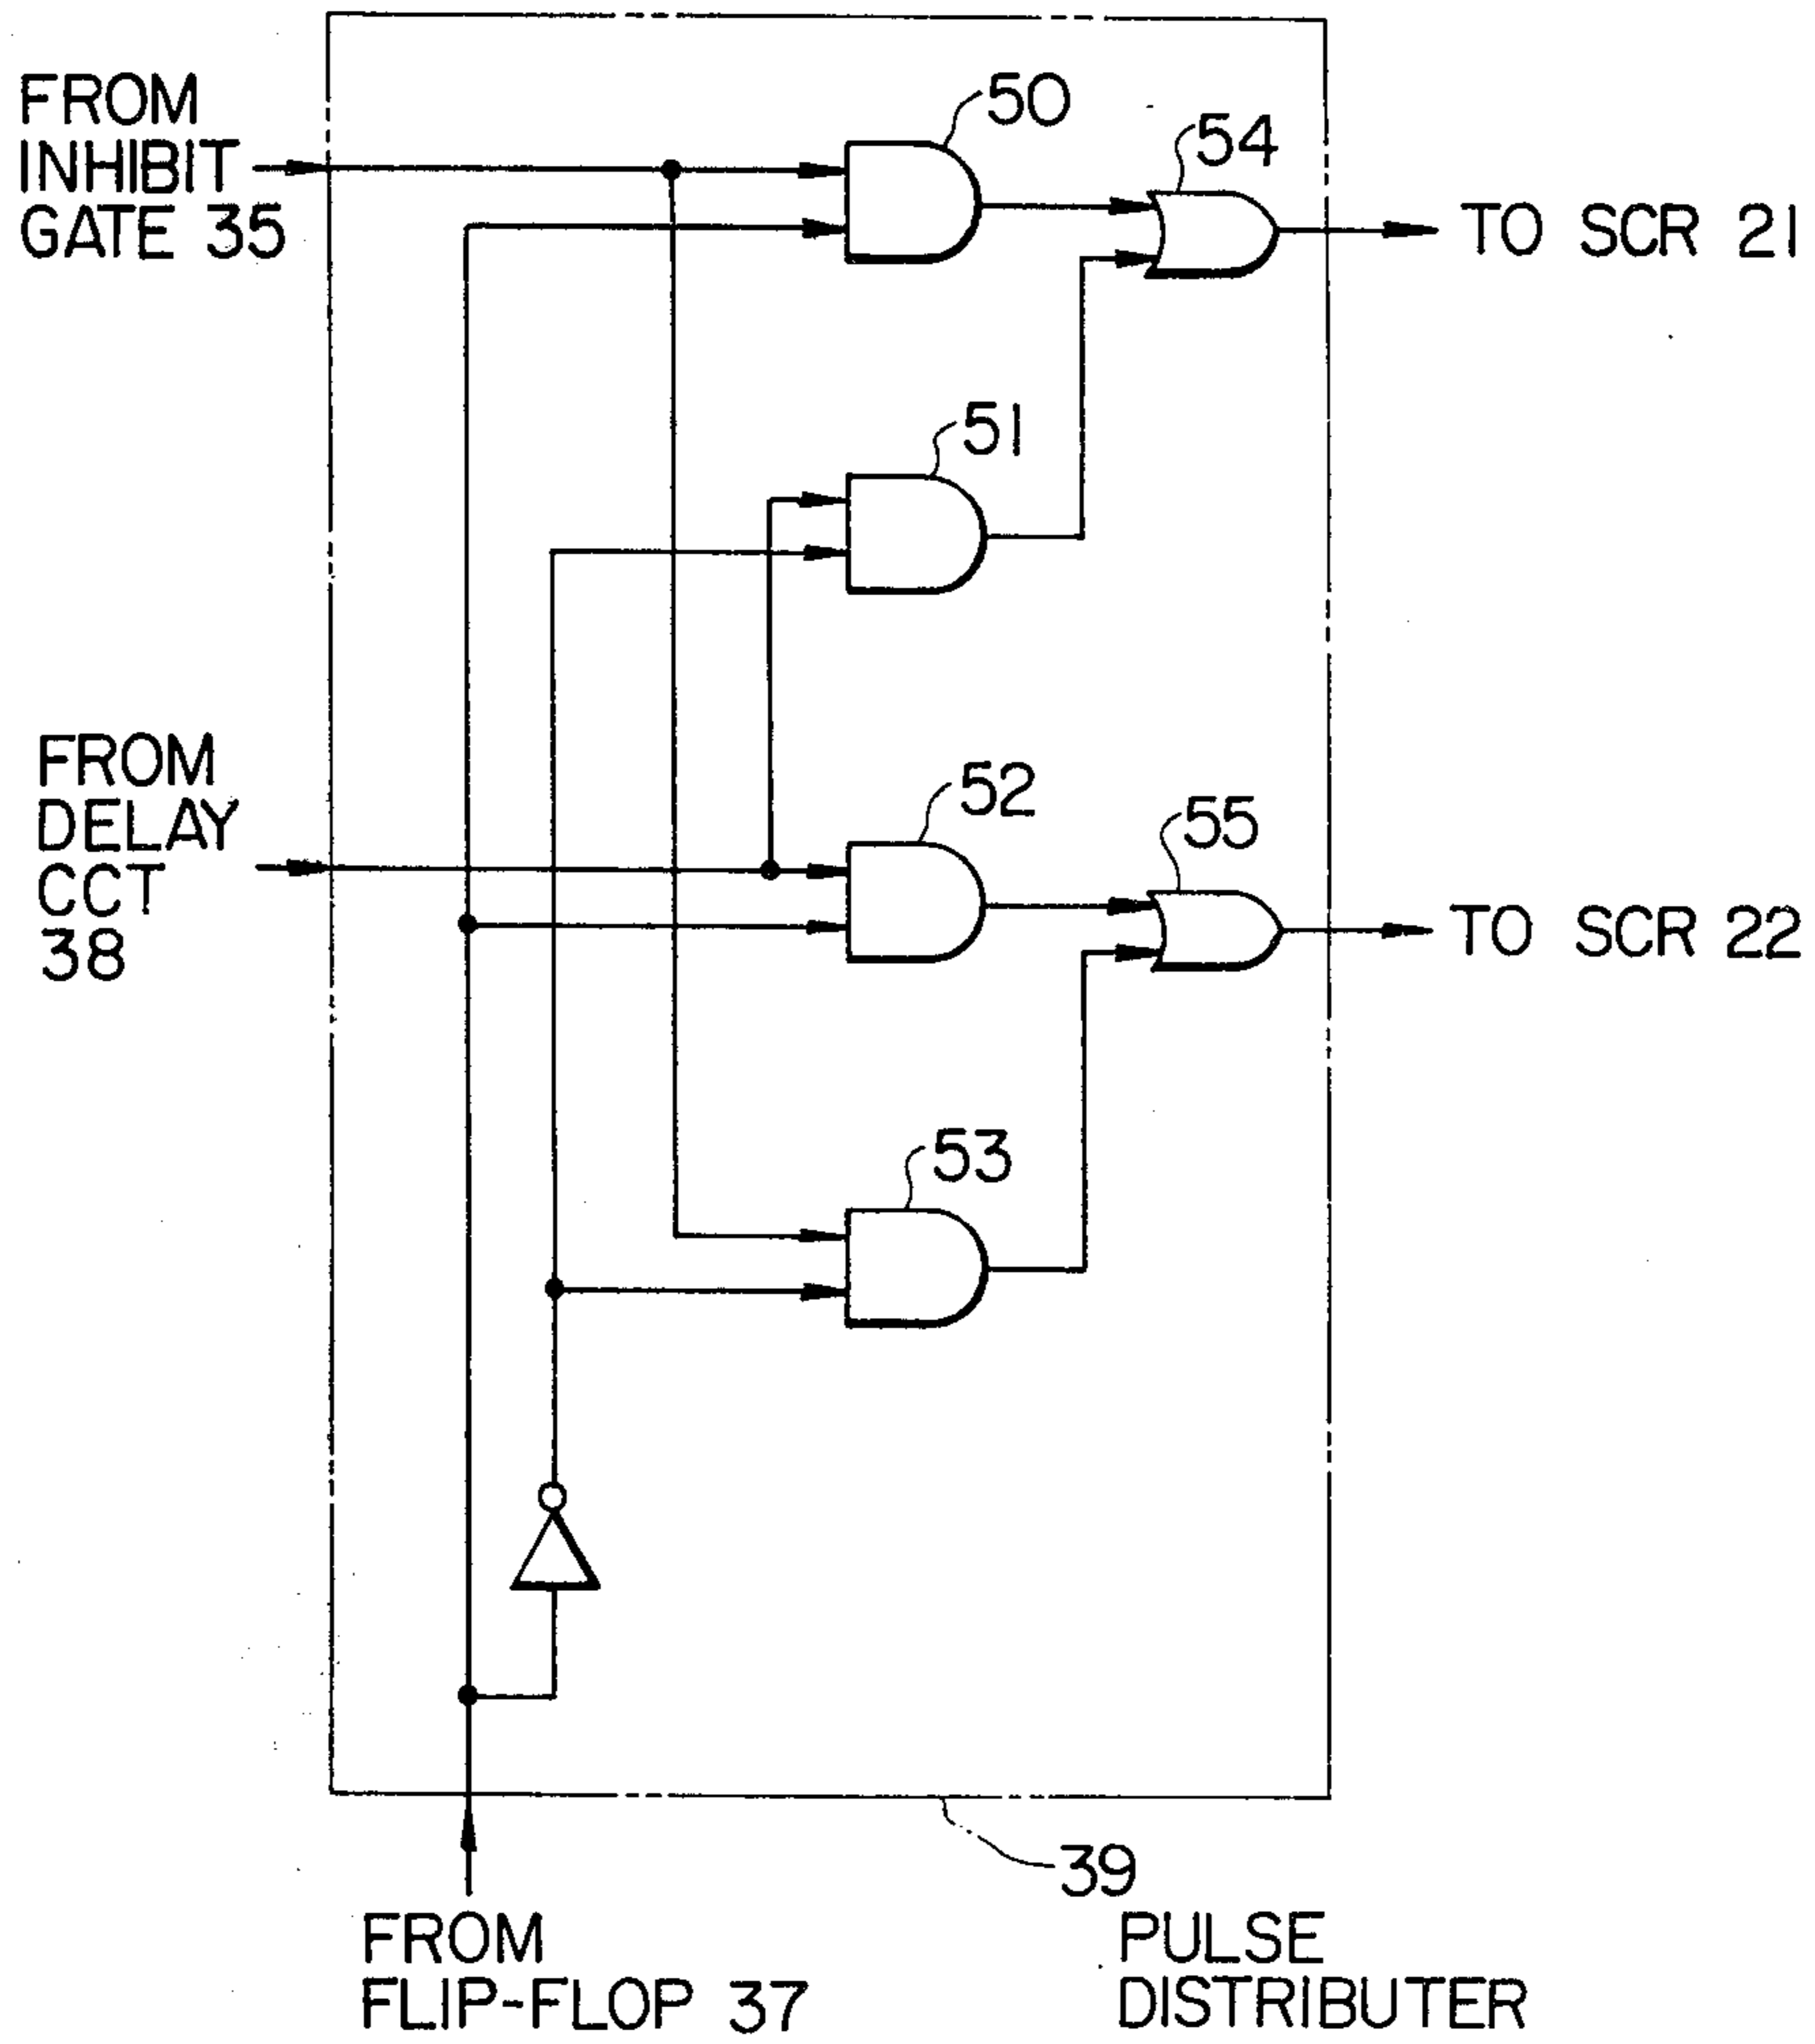 FROM
INHIBIT
GATE 35
50
54
TO SCR 21
51
FROM
DELAY
CCT
38
52
55
TO SCR 22
53
39
FROM
FLIP-FLOP 37
PULSE
DISTRIBUTER